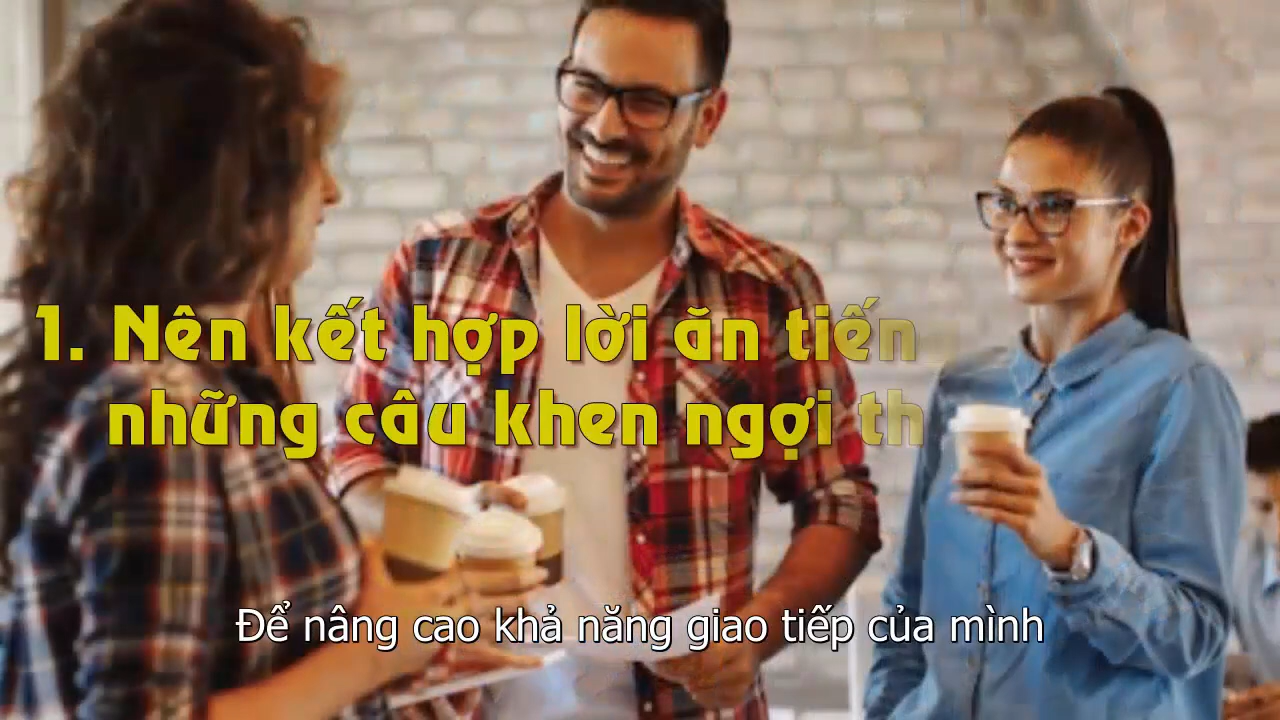 1. Nên kết hợp lời ăn tiến
những câu khen ngợi th
Để nâng cao khả năng giao tiếp của mình